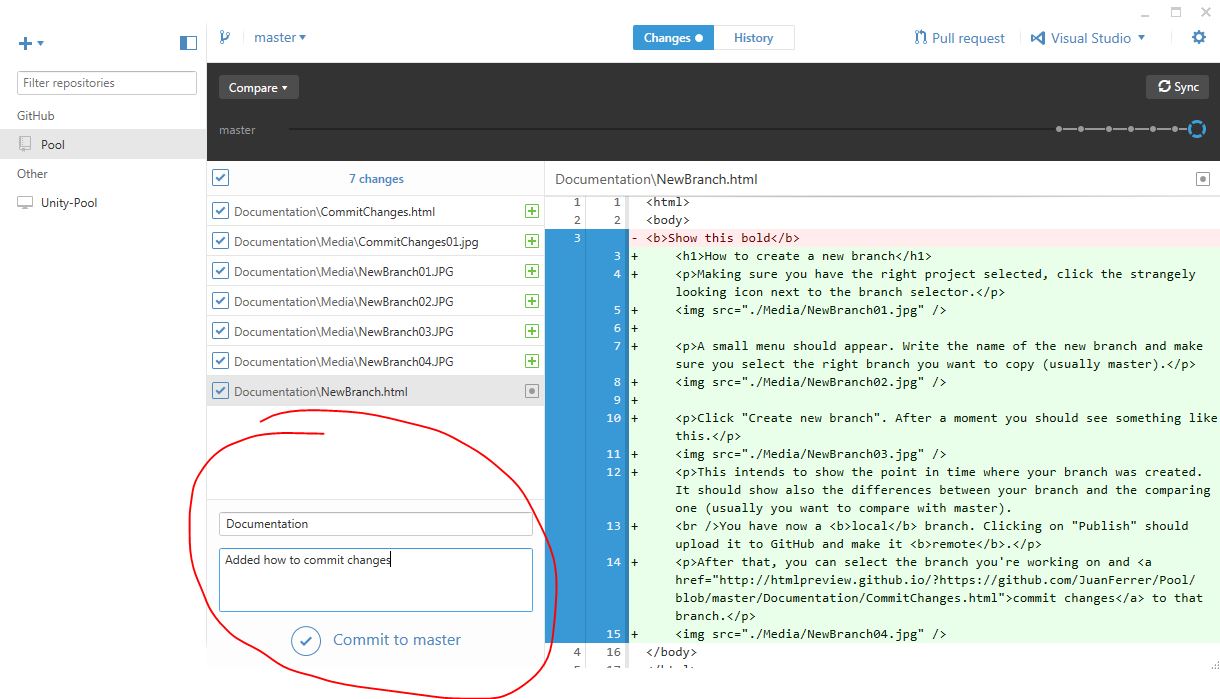 master ▾
Changes
History
Pull request
Visual Studio ▾
Filter repositories
GitHub
Pool
Other
Unity-Pool
Compare ▾
Sync
master
7 changes
Documentation\CommitChanges.html
Documentation\Media\CommitChanges01.jpg
Documentation\Media\NewBranch01.JPG
Documentation\Media\NewBranch02.JPG
Documentation\Media\NewBranch03.JPG
Documentation\Media\NewBranch04.JPG
Documentation\NewBranch.html
Documentation
Added how to commit changes
Commit to master
Documentation\NewBranch.html
1 1 <html>
2 2 <body>
3 - <b>Show this bold</b>
3 + <h1>How to create a new branch</h1>
4 + <p>Making sure you have the right project selected, click the strangely
looking icon next to the branch selector.</p>
5 + <img src="./Media/NewBranch01.jpg" />
6 +
7 + <p>A small menu should appear. Write the name of the new branch and make
sure you select the right branch you want to copy (usually master).</p>
8 + <img src="./Media/NewBranch02.jpg" />
9 +
10 + <p>Click "Create new branch". After a moment you should see something like
this.</p>
11 + <img src="./Media/NewBranch03.jpg" />
12 + <p>This intends to show the point in time where your branch was created.
It should show also the differences between your branch and the comparing
one (usually you want to compare with master).
13 + <br />You have now a <b>local</b> branch. Clicking on "Publish" should
upload it to GitHub and make it <b>remote</b>.</p>
14 + <p>After that, you can select the branch you're working on and <a
href="http://htmlpreview.github.io/?https://github.com/JuanFerrer/Pool/
blob/master/Documentation/CommitChanges.html">commit changes</a> to that
branch.</p>
15 + <img src="./Media/NewBranch04.jpg" />
4 16 </body>